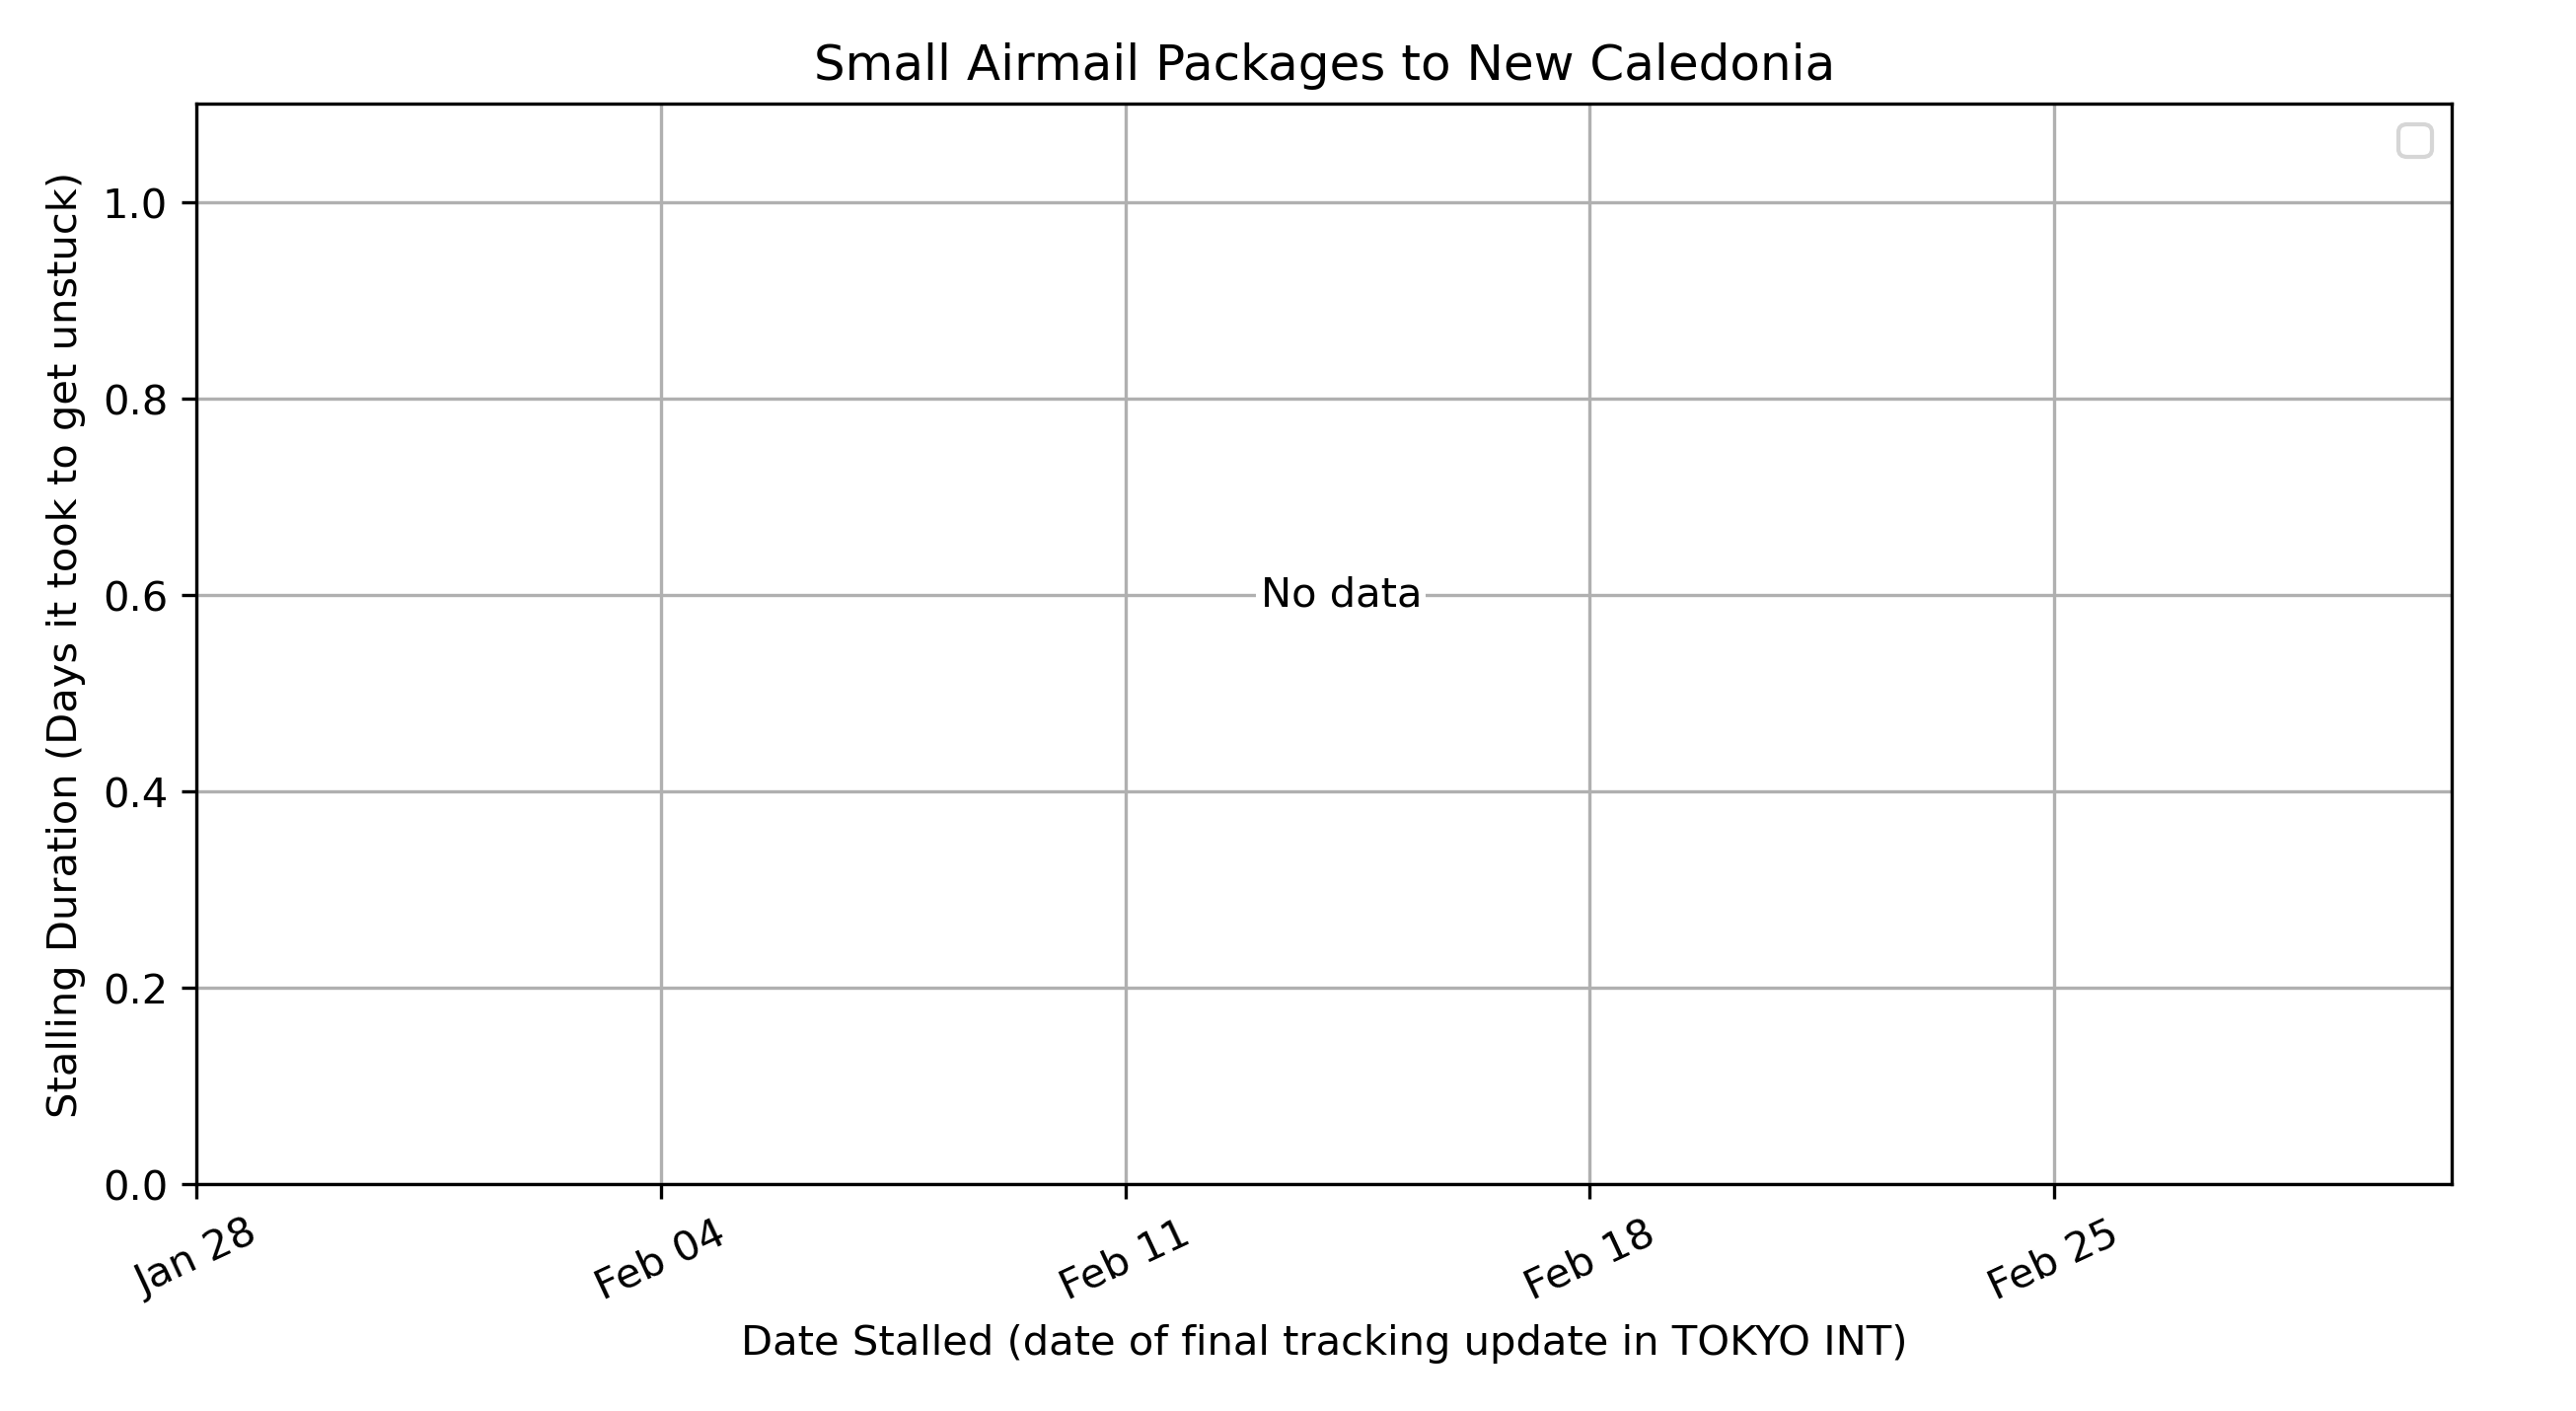 Small Airmail Packages to New Caledonia
Stalling Duration (Days it took to get unstuck)
1.0
0.8
0.6
0.4
0.2
0.0
No data
Jan 28
Feb 04
Feb 11
Feb 18
Feb 25
Date Stalled (date of final tracking update in TOKYO INT)